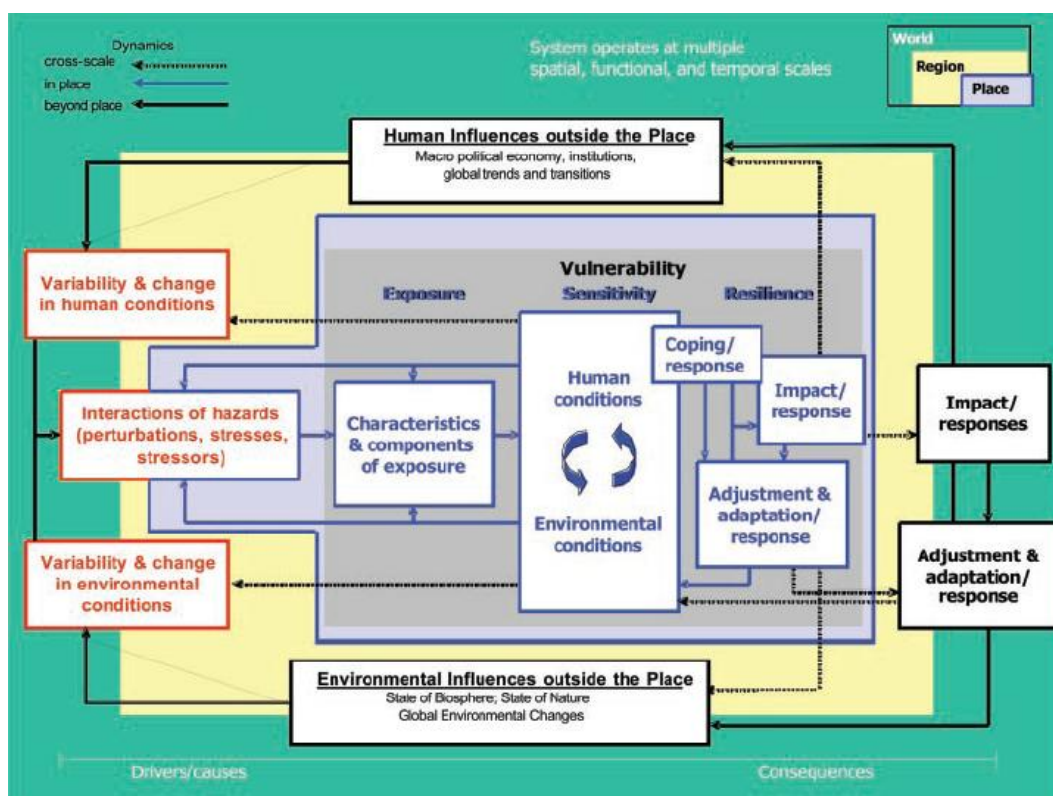 Dynamics
cross-scale
in place
beyond place
System operates at multiple
spatial, functional, and temporal scales
World
Region
Place
Human Influences outside the Place
Macro political economy, institutions,
global trends and transitions
Variability & change
in human conditions
Vulnerability
Exposure
Sensitivity
Resilience
Coping/
response
Human
conditions
Impact/
response
Impact/
responses
Interactions of hazards
(perturbations, stresses,
stressors)
Characteristics
& components
of exposure
Adjustment &
adaptation/
response
Environmental
conditions
Variability & change
in environmental
conditions
Adjustment &
adaptation/
response
Environmental Influences outside the Place
State of Biosphere; State of Nature
Global Environmental Changes
Drivers/causes
Consequences